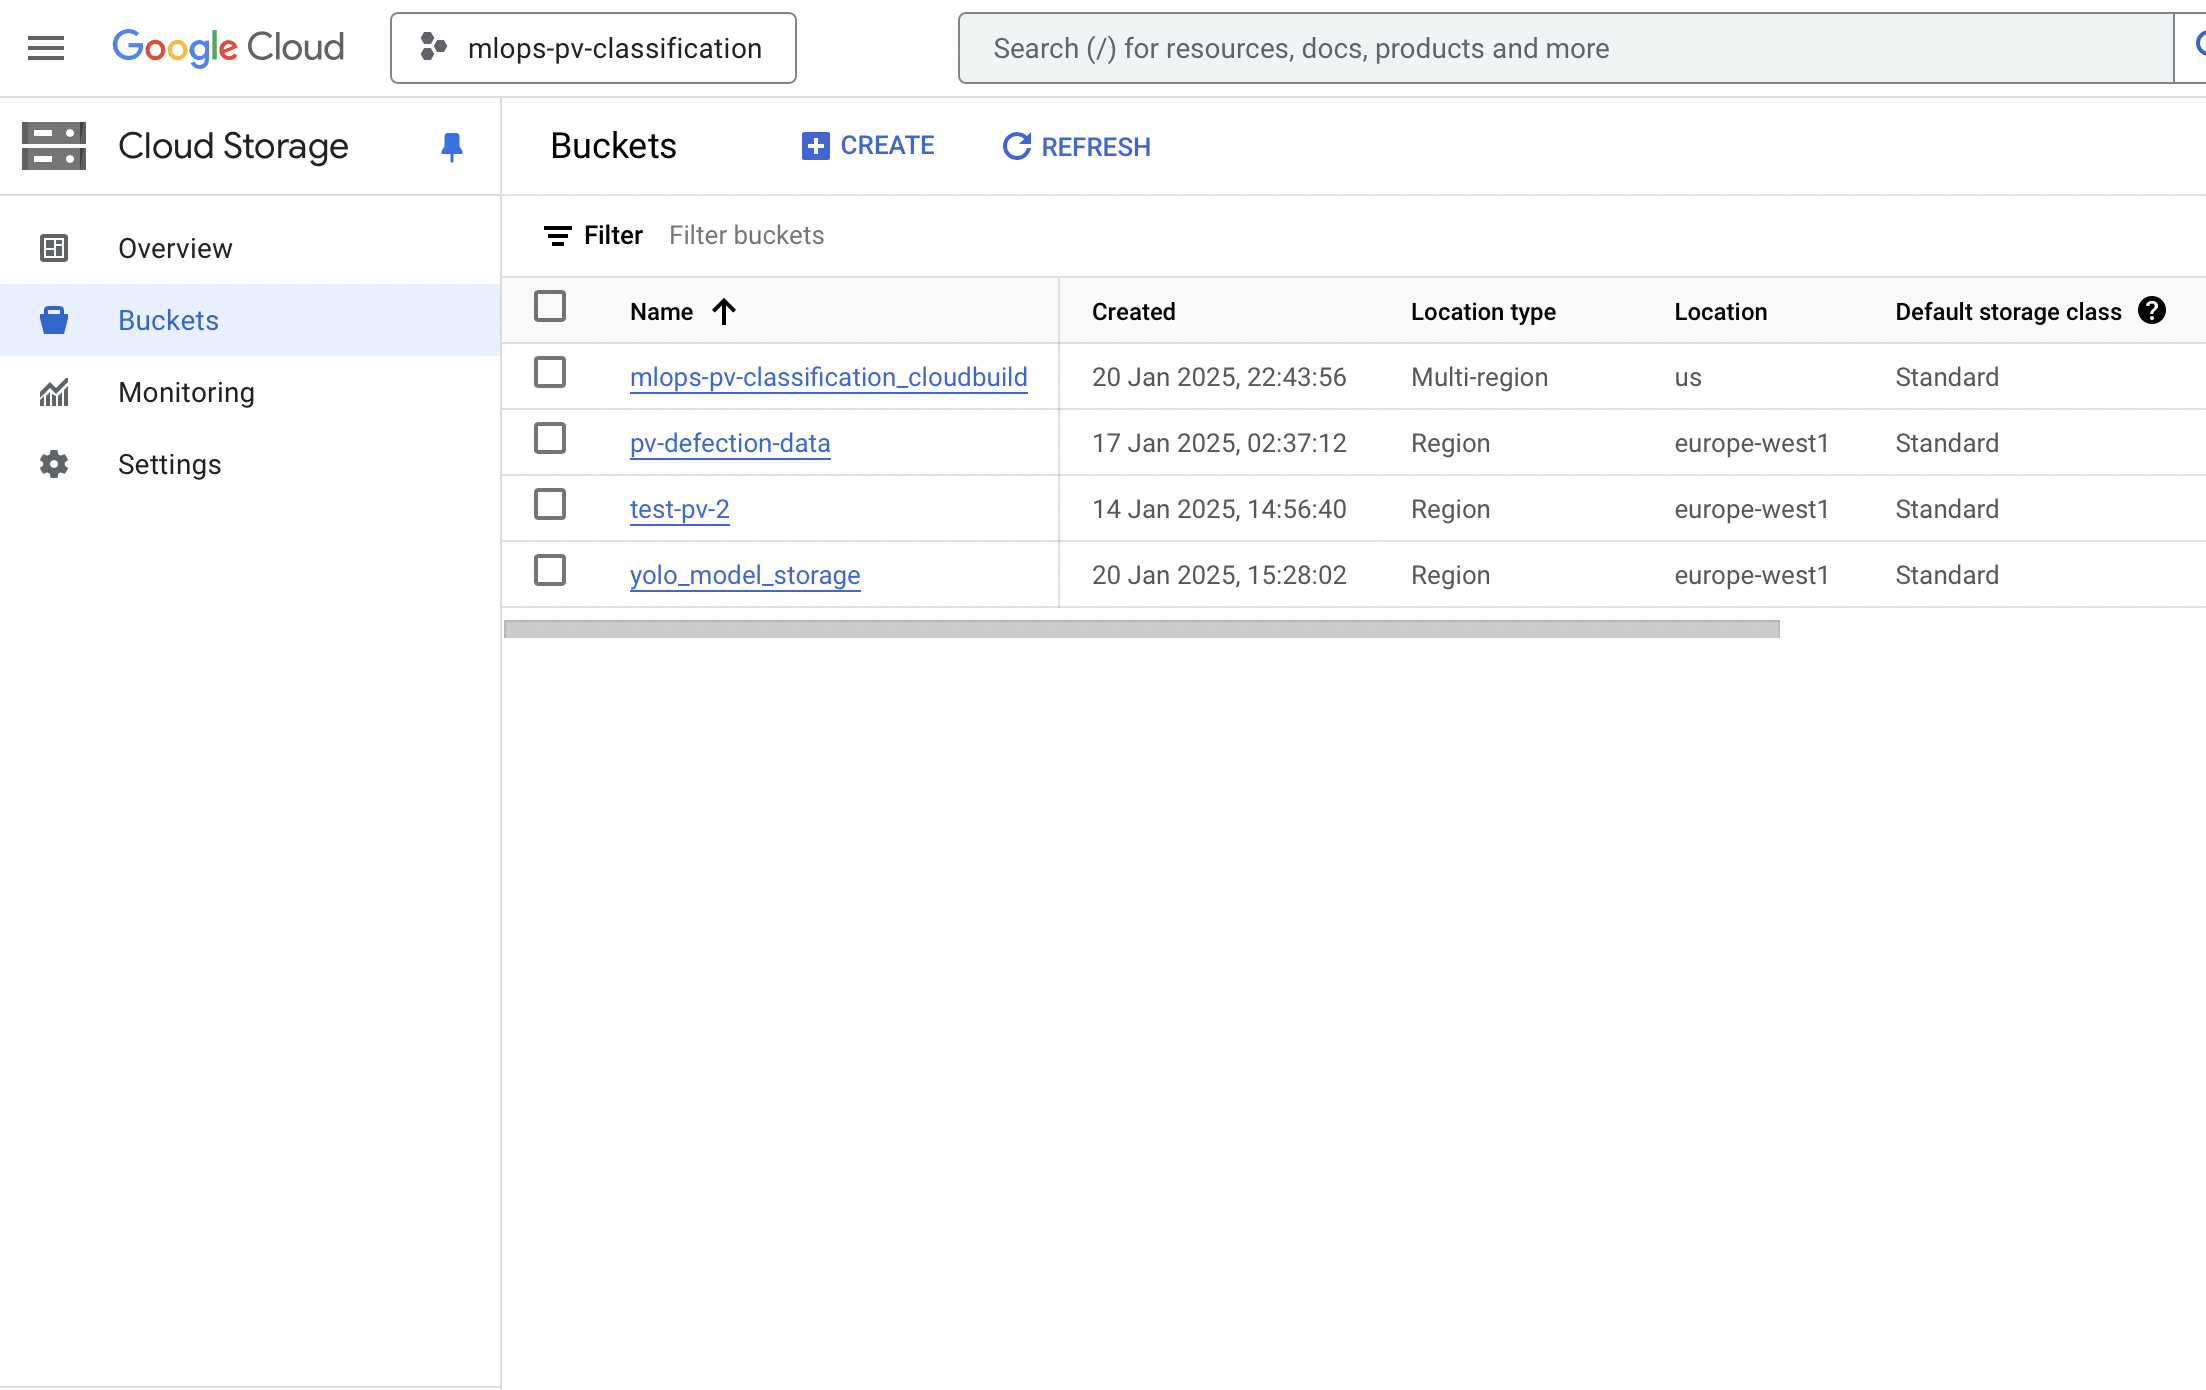 Google Cloud
mlops-pv-classification
Search (/) for resources, docs, products and more
Cloud Storage
Buckets
CREATE
REFRESH
Overview
Buckets
Monitoring
Settings
Filter Filter buckets
Name Created Location type Location Default storage class
mlops-pv-classification_cloudbuild 20 Jan 2025, 22:43:56 Multi-region us Standard
pv-defection-data 17 Jan 2025, 02:37:12 Region europe-west1 Standard
test-pv-2 14 Jan 2025, 14:56:40 Region europe-west1 Standard
yolo_model_storage 20 Jan 2025, 15:28:02 Region europe-west1 Standard